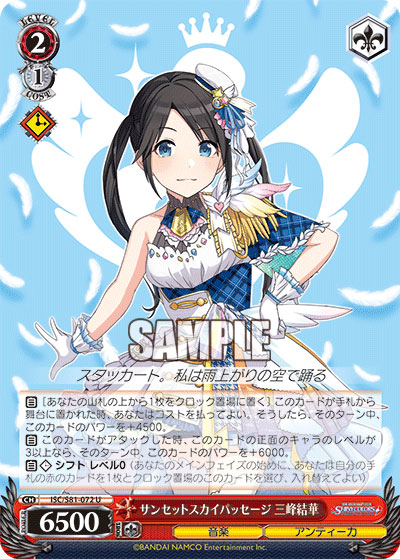 LEVEL
2
1
COST
SAMPLE
スタッカート。私は雨上がりの空で踊る
【自】 [あなたの山札の上から1枚をクロック置場に置く] このカードが手札から
舞台に置かれた時、あなたはコストを払ってよい。そうしたら、そのターン中、
このカードのパワーを+4500。
【自】 このカードがアタックした時、このカードの正面のキャラのレベルが
3以上なら、そのターン中、このカードのパワーを+6000。
【自】 シフト レベル0 (あなたのメインフェイズの始めに、あなたは自分の手
札の赤のカードを1枚とクロック置場のこのカードを選び、入れ替えてよい)
CH ISC/S81-072 U
サンセットスカイパッセージ 三峰結華
SHINY COLORS
POWER
6500
音楽
アンティーカ
©BANDAI NAMCO Entertainment Inc.